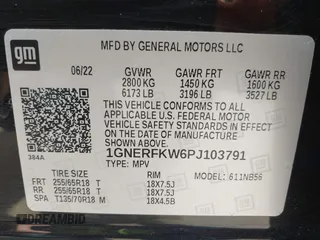 gm
MFD BY GENERAL MOTORS LLC
06/22 GVWR GAWR FRT GAWR RR
2800 KG 1450 KG 1600 KG
6173 LB 3196 LB 3527 LB
THIS VEHICLE CONFORMS TO ALL
APPLICABLE U.S. FEDERAL MOTOR
VEHICLE SAFETY STANDARDS IN
EFFECT ON THE DATE OF MANUFACTURE
SHOWN ABOVE.
1GNERFKW6PJ103791
384A TYPE: MPV MODEL: 611NB56
TIRE SIZE RIM
FRT 255/65R18 T 18X7.5J
RR 255/65R18 T 18X7.5J
SPA T135/70R18 M 18X4.5B
DREAMBID